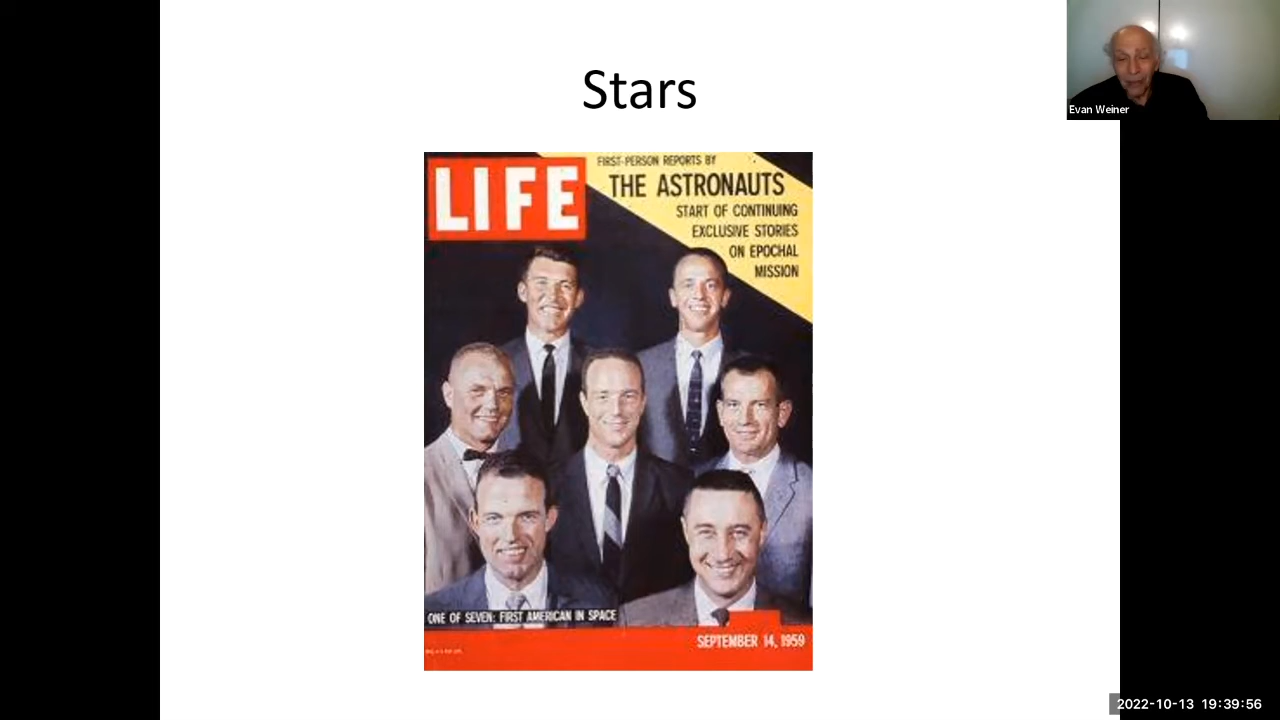 Stars
Evan Weiner
LIFE
FIRST-PERSON REPORTS BY
THE ASTRONAUTS
START OF CONTINUING
EXCLUSIVE STORIES
ON EPOCHAL
MISSION
ONE OF SEVEN: FIRST AMERICAN IN SPACE
SEPTEMBER 14, 1959
2022-10-13 19:39:56